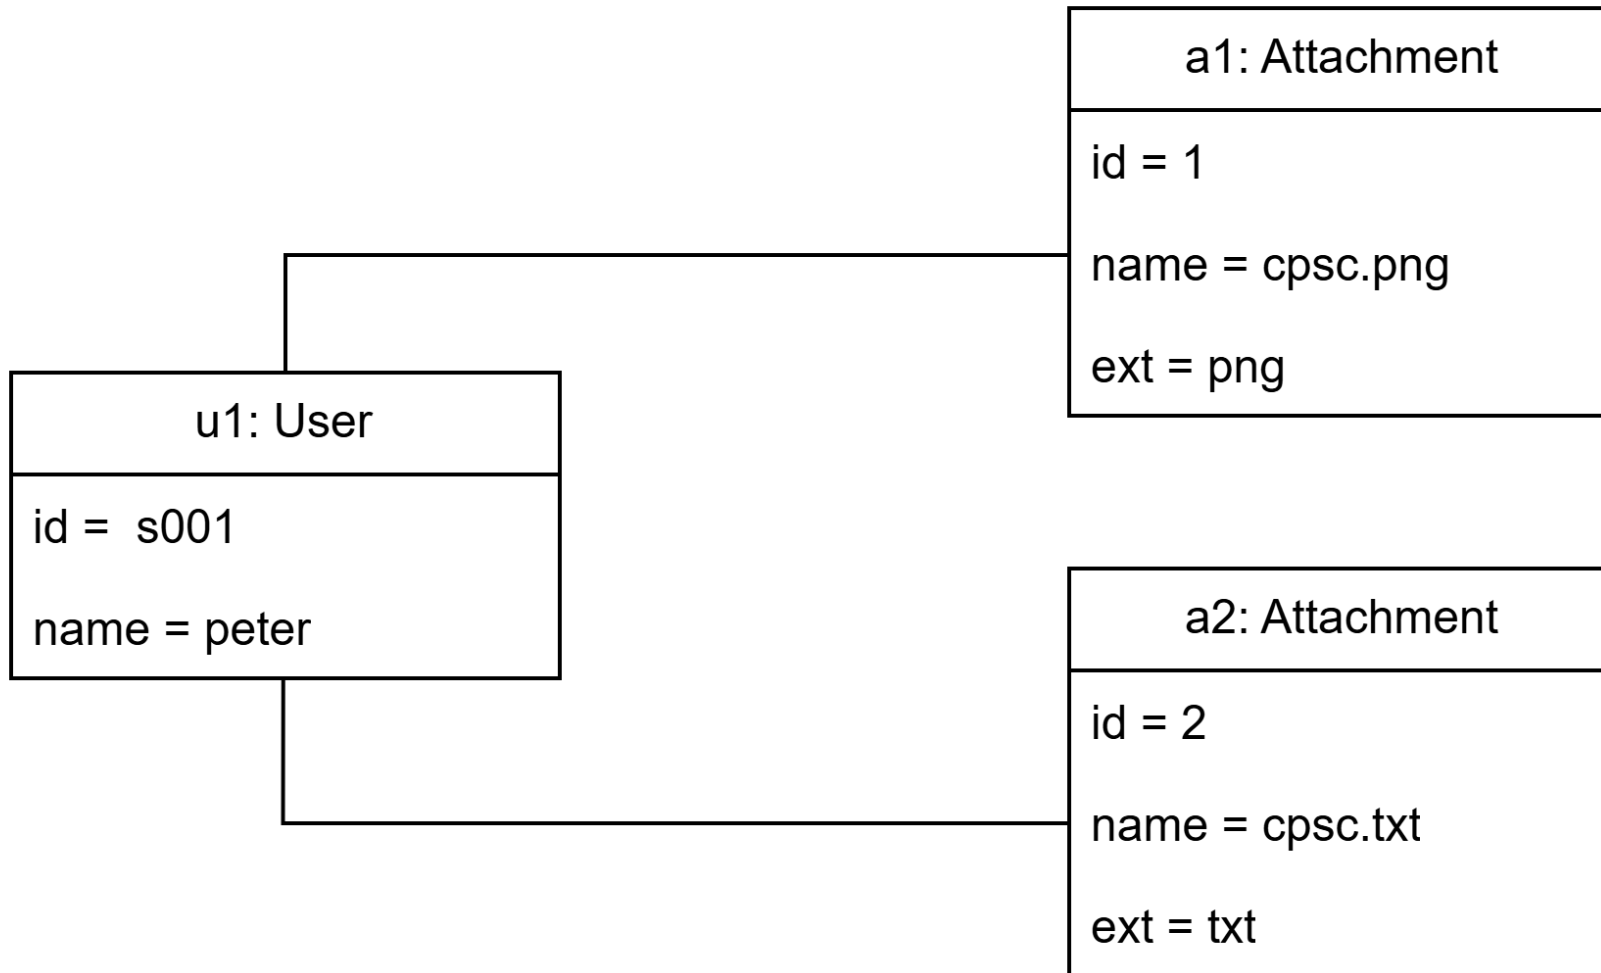 a1: Attachment
id = 1
name = cpsc.png
ext = png
u1: User
id =  s001
name = peter
a2: Attachment
id = 2
name = cpsc.txt
ext = txt